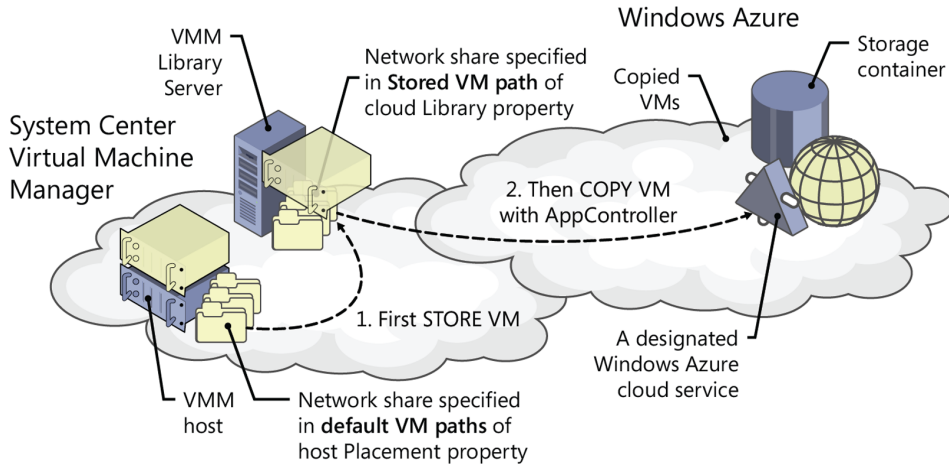 Windows Azure
VMM
Library
Server
Network share specified
in Stored VM path of
cloud Library property
Copied
VMs
Storage
container
System Center
Virtual Machine
Manager
2. Then COPY VM
with AppController
1. First STORE VM
A designated
Windows Azure
cloud service
VMM
host
Network share specified
in default VM paths of
host Placement property